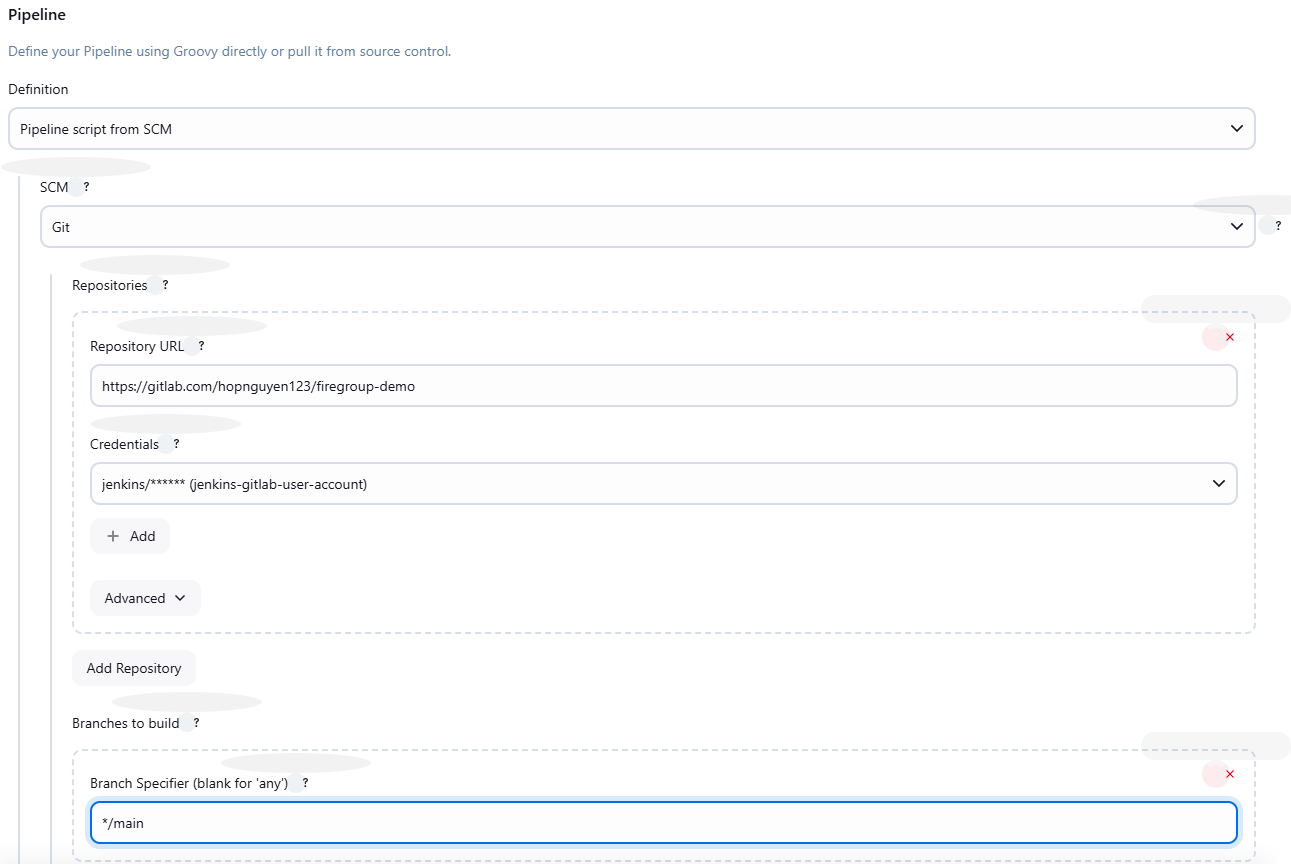 Pipeline
Define your Pipeline using Groovy directly or pull it from source control.
Definition
Pipeline script from SCM
SCM ?
Git
?
Repositories ?
Repository URL ?
https://gitlab.com/hopnguyen123/firegroup-demo
Credentials ?
jenkins/****** (jenkins-gitlab-user-account)
+ Add
Advanced
Add Repository
Branches to build ?
Branch Specifier (blank for 'any') ?
*/main